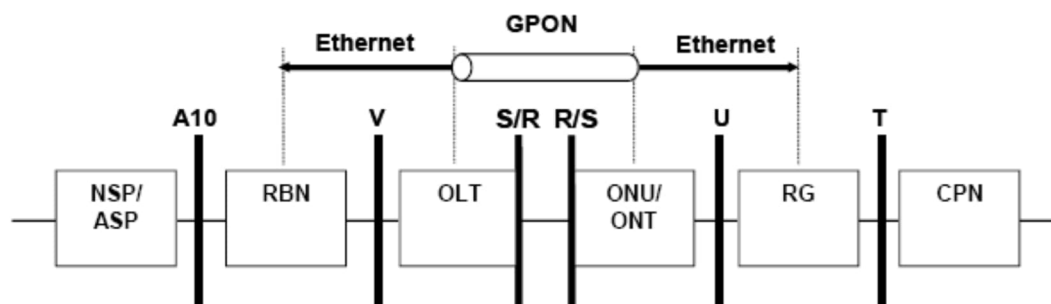 GPON
Ethernet
Ethernet
A10
V
S/R
R/S
U
T
NSP/
ASP
RBN
OLT
ONU/
ONT
RG
CPN